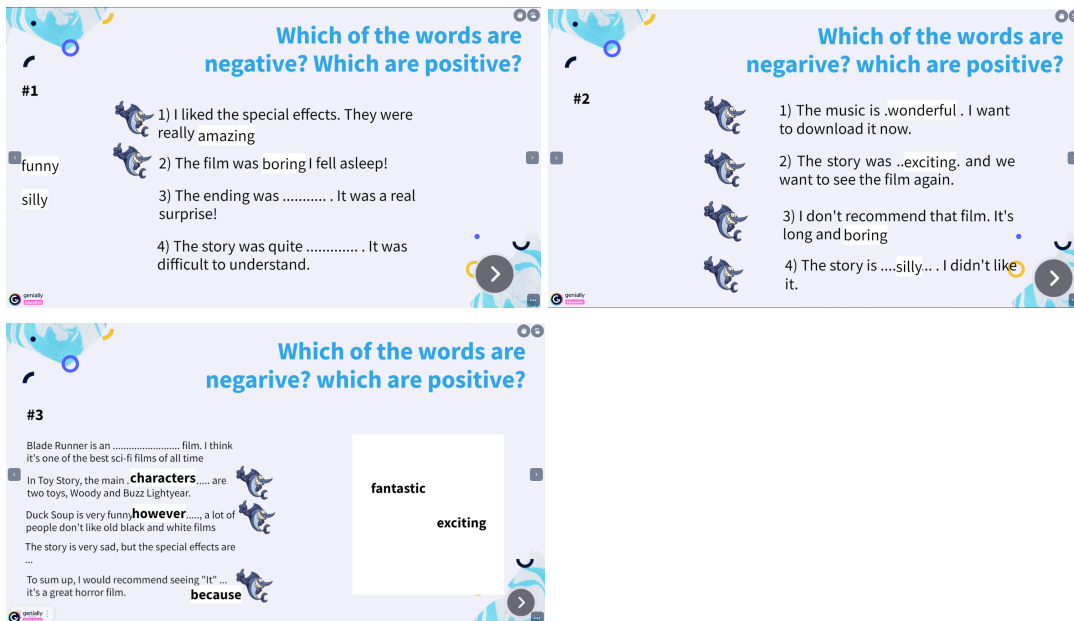 Which of the words are
negative? Which are positive?
#1
1) I liked the special effects. They were
really amazing
2) The film was boring I fell asleep!
funny
silly
3) The ending was ........... . It was a real
surprise!
4) The story was quite ............. . It was
difficult to understand.
genially
Which of the words are
negarive? which are positive?
#2
1) The music is .wonderful . I want
to download it now.
2) The story was ..exciting. and we
want to see the film again.
3) I don't recommend that film. It's
long and boring
4) The story is ....silly... . I didn't like
it.
genially
Which of the words are
negarive? which are positive?
#3
Blade Runner is an ........................ film. I think
it's one of the best sci-fi films of all time
In Toy Story, the main .characters..... are
two toys, Woody and Buzz Lightyear.
Duck Soup is very funny however....., a lot of
people don't like old black and white films
The story is very sad, but the special effects are
...
To sum up, I would recommend seeing "It" ...
it's a great horror film.
because
fantastic
exciting
genially